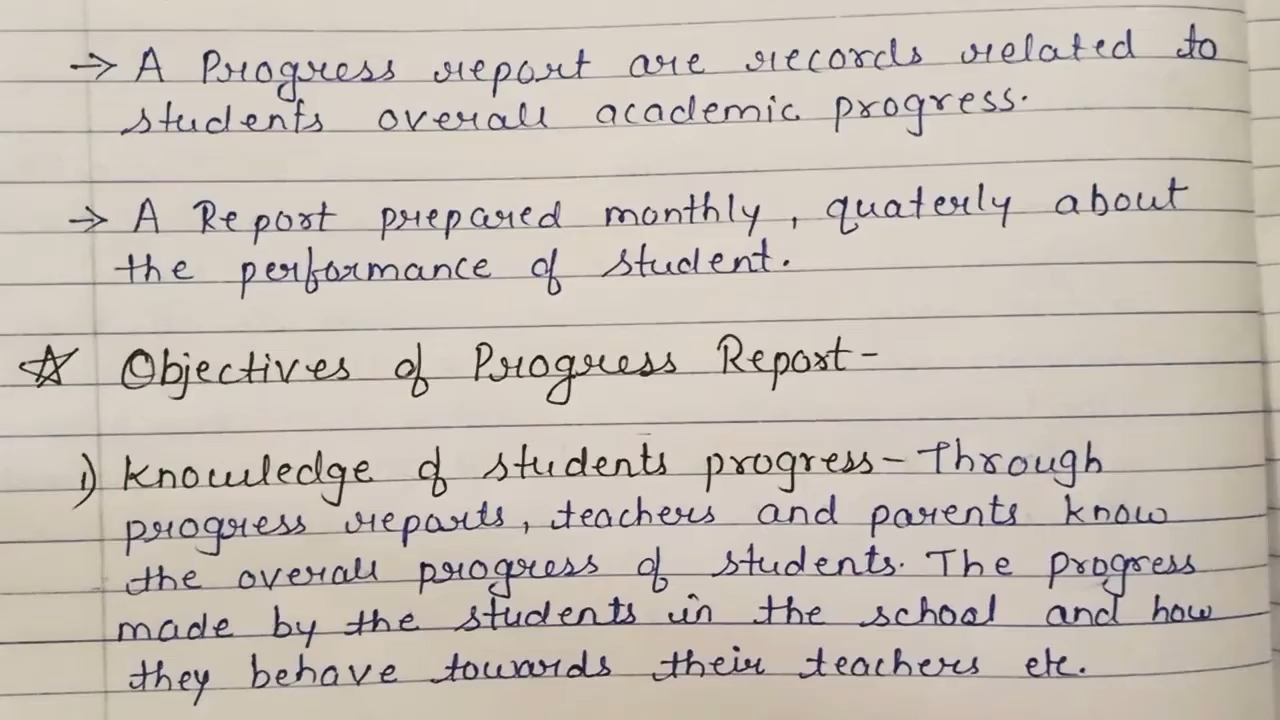 → A Progress report are records related to
students overall academic progress.
→ A Report prepared monthly, quaterly about
the performance of student.
☆ Objectives of Progress Report-
1) Knowledge of students progress- Through
progress reports, teachers and parents know
the overall progress of students. The progress
made by the students in the school and how
they behave towards their teachers etc.